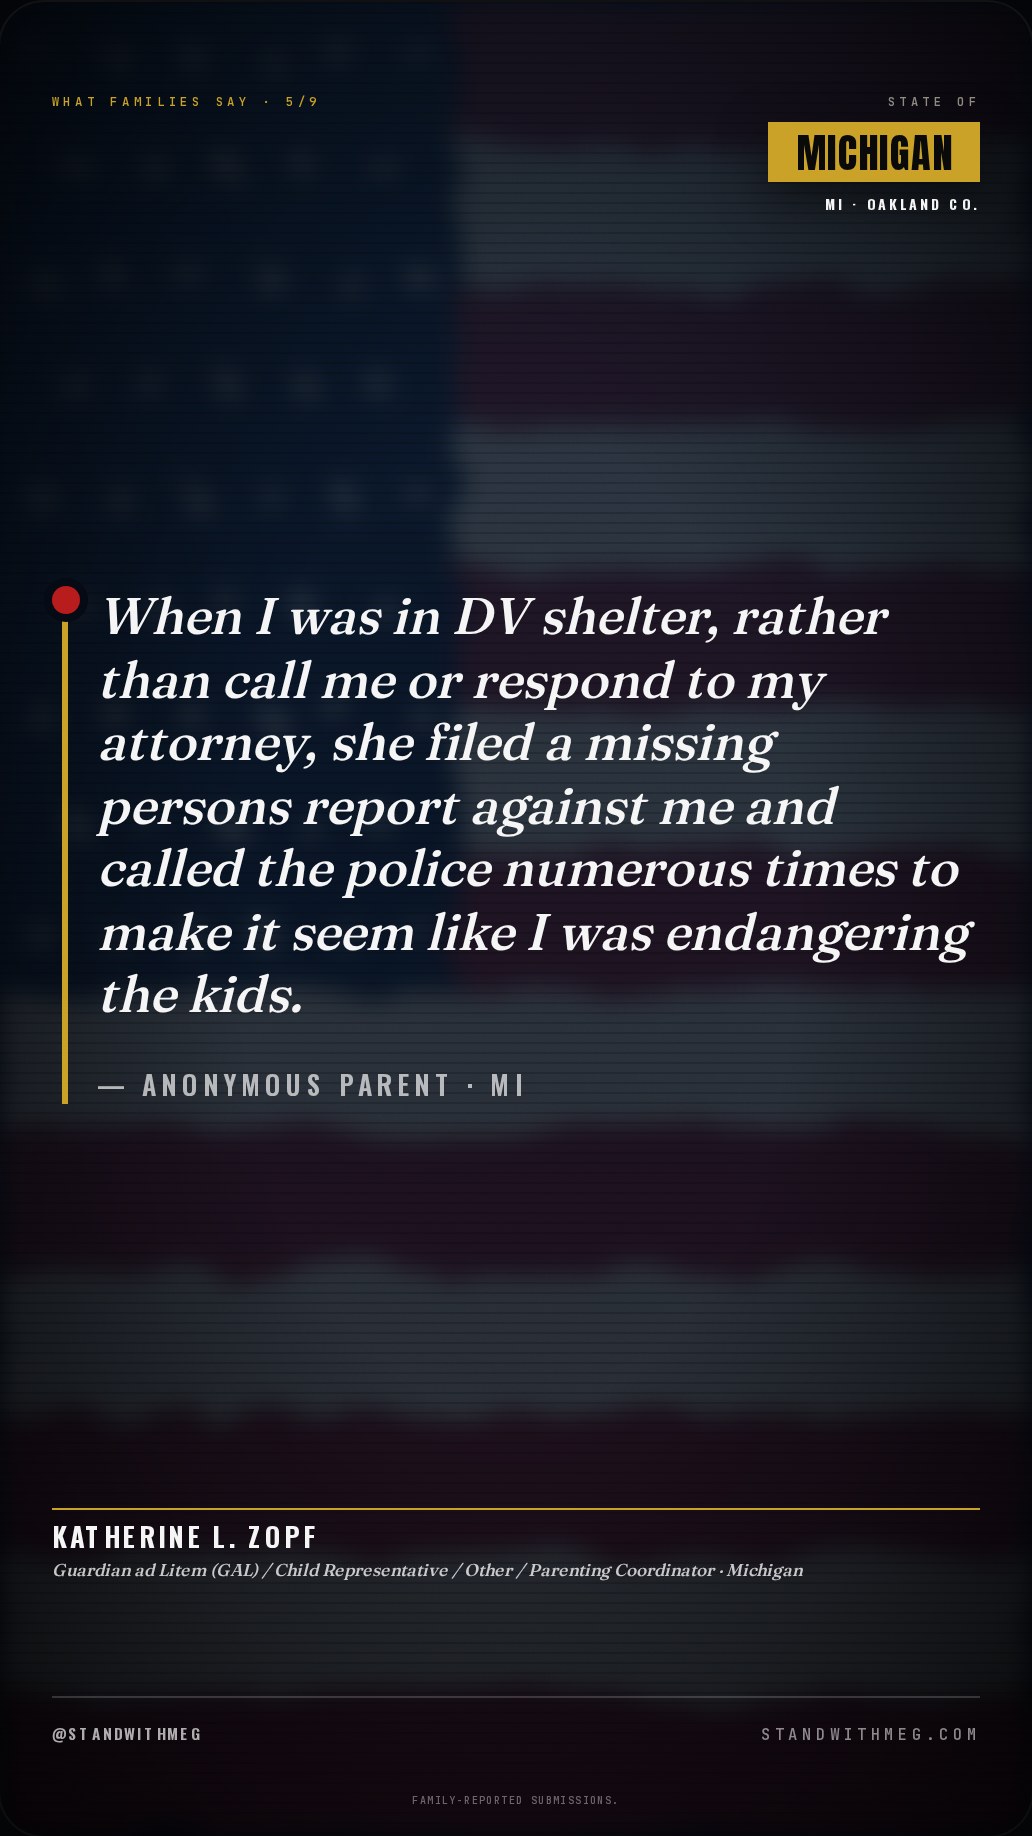 WHAT FAMILIES SAY · 5/9
STATE OF
MICHIGAN
MI · OAKLAND CO.
When I was in DV shelter, rather
than call me or respond to my
attorney, she filed a missing
persons report against me and
called the police numerous times to
make it seem like I was endangering
the kids.
— ANONYMOUS PARENT · MI
KATHERINE L. ZOPF
Guardian ad Litem (GAL) / Child Representative / Other / Parenting Coordinator · Michigan
@STANDWITHMEG
STANDWITHMEG.COM
FAMILY-REPORTED SUBMISSIONS.